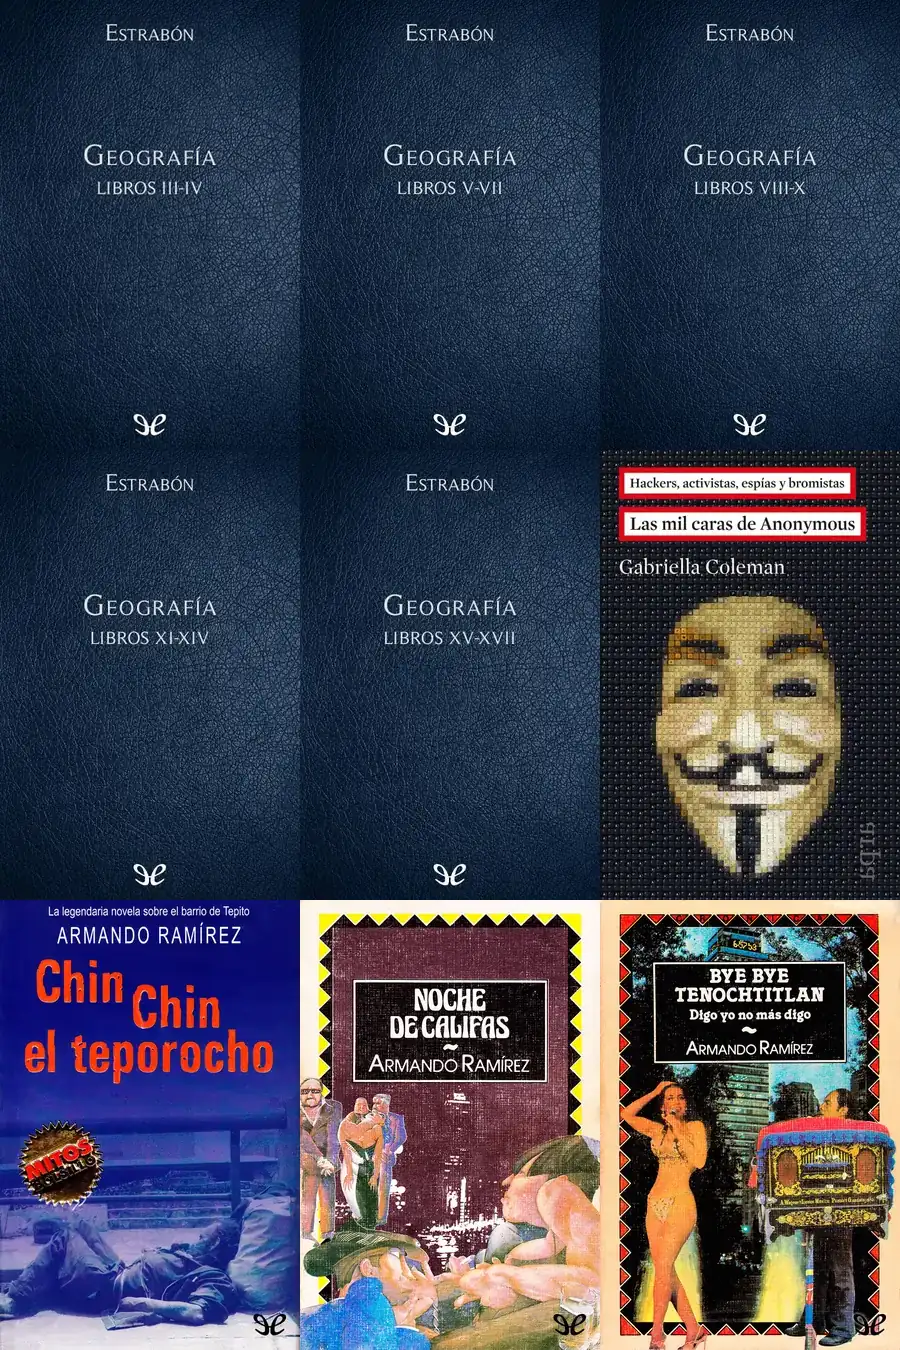 ESTRABÓN
GEOGRAFÍA
LIBROS III-IV
ESTRABÓN
GEOGRAFÍA
LIBROS V-VII
ESTRABÓN
GEOGRAFÍA
LIBROS VIII-X
ESTRABÓN
GEOGRAFÍA
LIBROS XI-XIV
ESTRABÓN
GEOGRAFÍA
LIBROS XV-XVII
Hackers, activistas, espías y bromistas
Las mil caras de Anonymous
Gabriella Coleman
arpa
La legendaria novela sobre el barrio de Tepito
ARMANDO RAMÍREZ
Chin
Chin
el teporocho
MITOS
NOCHE
DE CALIFAS
ARMANDO RAMÍREZ
BYE BYE
TENOCHTITLAN
Digo yo no más digo
ARMANDO RAMÍREZ